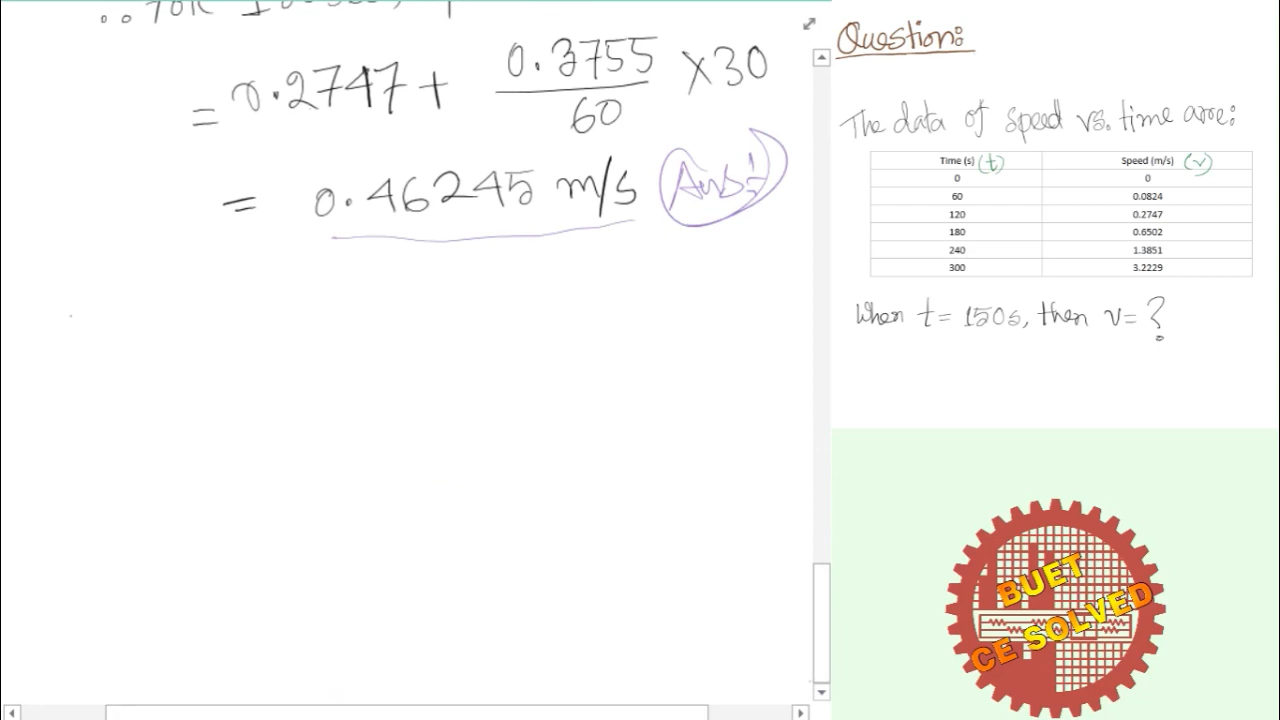 = 0.2747 + 0.3755/60 × 30
= 0.46245 m/s Ans:
Question:
The data of speed vs. time are:
Time (s) (t) Speed (m/s) (v)
0 0
60 0.0824
120 0.2747
180 0.6502
240 1.3851
300 3.2229
When t = 150s, then v = ?
BUET
CE SOLVED